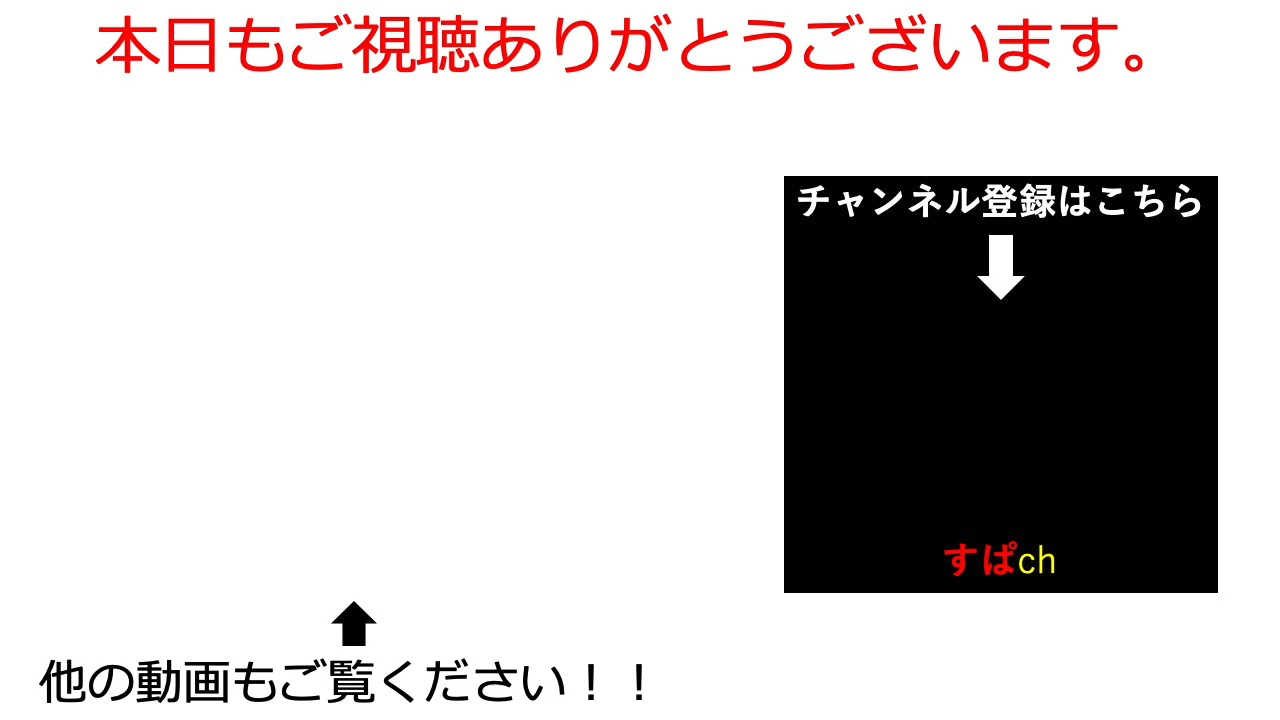 本日もご視聴ありがとうございます。
チャンネル登録はこちら
すぱch
他の動画もご覧ください！！